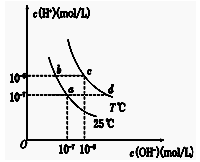 c(H⁺)(mol/L)
10⁻⁶
b
c
10⁻⁷
a
d
T℃
25℃
O
10⁻⁷ 10⁻⁶
c(OH⁻)(mol/L)